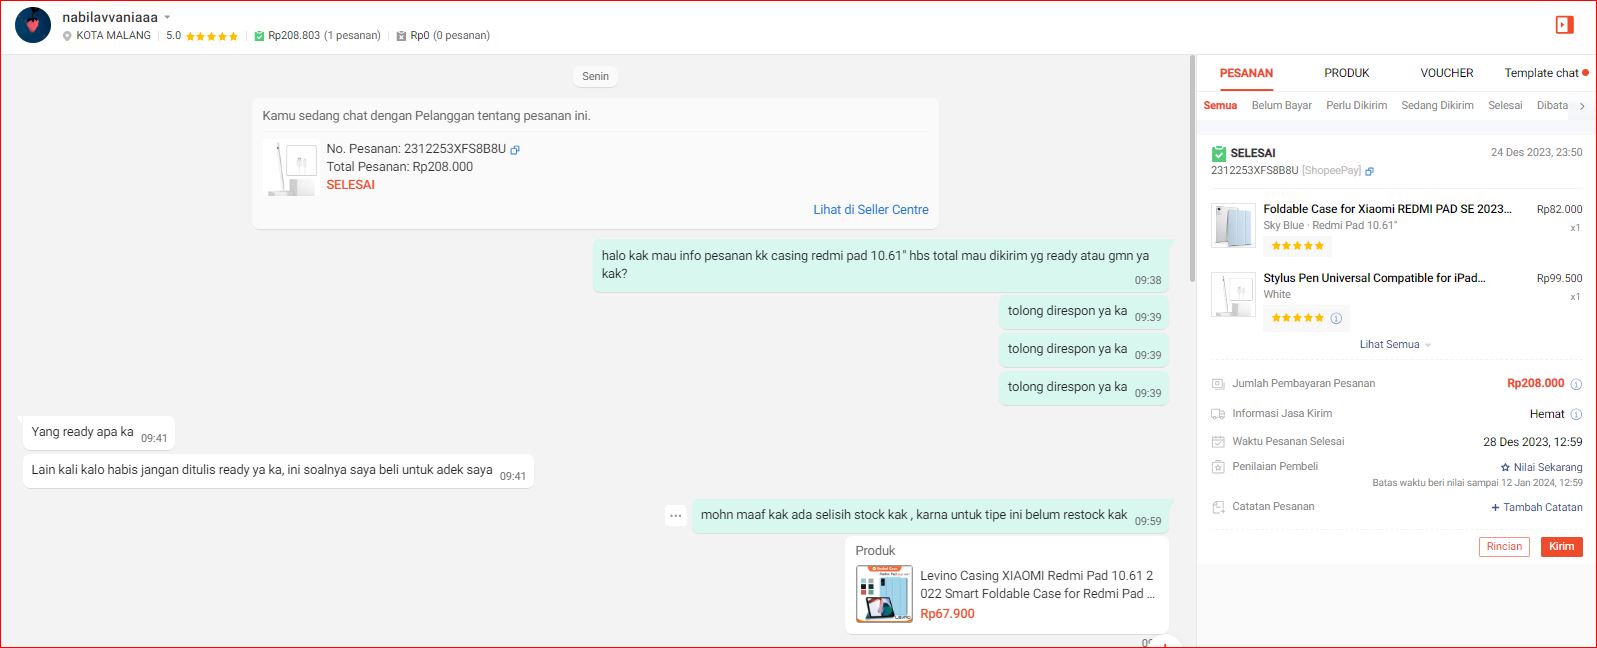 nabilavvaniaaa
KOTA MALANG 5.0 Rp208.803 (1 pesanan) Rp0 (0 pesanan)
Senin
Kamu sedang chat dengan Pelanggan tentang pesanan ini.
No. Pesanan: 2312253XFS8B8U
Total Pesanan: Rp208.000
SELESAI
Lihat di Seller Centre
halo kak mau info pesanan kk casing redmi pad 10.61" hbs total mau dikirim yg ready atau gmn ya
kak?
09:38
tolong direspon ya ka 09:39
tolong direspon ya ka 09:39
tolong direspon ya ka 09:39
Yang ready apa ka 09:41
Lain kali kalo habis jangan ditulis ready ya ka, ini soalnya saya beli untuk adek saya 09:41
mohn maaf kak ada selisih stock kak , karna untuk tipe ini belum restock kak 09:59
Produk
Levino Casing XIAOMI Redmi Pad 10.61 2
022 Smart Foldable Case for Redmi Pad ...
Rp67.900
PESANAN PRODUK VOUCHER Template chat
Semua Belum Bayar Perlu Dikirim Sedang Dikirim Selesai Dibata
SELESAI 24 Des 2023, 23:50
2312253XFS8B8U [ShopeePay]
Foldable Case for Xiaomi REDMI PAD SE 2023... Rp82.000
Sky Blue · Redmi Pad 10.61" x1
Stylus Pen Universal Compatible for iPad... Rp99.500
White x1
Lihat Semua
Jumlah Pembayaran Pesanan Rp208.000
Informasi Jasa Kirim Hemat
Waktu Pesanan Selesai 28 Des 2023, 12:59
Penilaian Pembeli Nilai Sekarang
Batas waktu beri nilai sampai 12 Jan 2024, 12:59
Catatan Pesanan + Tambah Catatan
Rincian Kirim